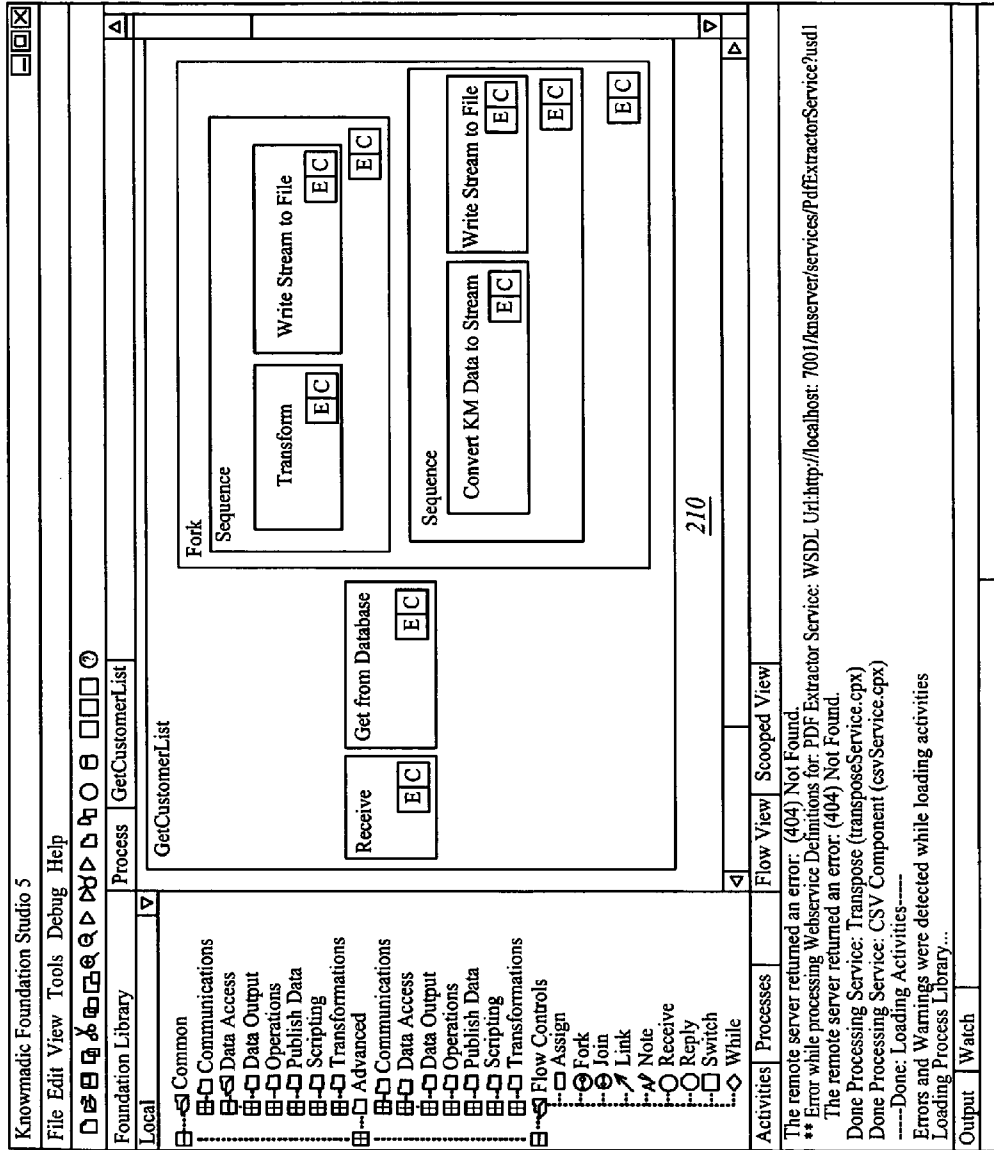 Knowmadic Foundation Studio 5
File Edit View Tools Debug Help
Foundation Library
Process GetCustomerList
Local
Common
Communications
Data Access
Data Output
Operations
Publish Data
Scripting
Transformations
Advanced
Communications
Data Access
Data Output
Operations
Publish Data
Scripting
Transformations
Flow Controls
Assign
Fork
Join
Link
Note
Receive
Reply
Switch
While
GetCustomerList
Receive
E C
Get from Database
E C
Fork
Sequence
Transform
E C
Write Stream to File
E C
E C
Sequence
Convert KM Data to Stream
E C
Write Stream to File
E C
E C
E C
210
Activities Processes
Flow View Scooped View
The remote server returned an error: (404) Not Found.
** Error while processing Webservice Definitions for: PDF Extractor Service: WSDL Url:http://localhost: 7001/knserver/services/PdfExtractorService?usd1
The remote server returned an error: (404) Not Found.
Done Processing Service: Transpose (transposeService.cpx)
Done Processing Service: CSV Component (csvService.cpx)
-----Done: Loading Activities-----
Errors and Warnings were detected while loading activities
Loading Process Library...
Output Watch